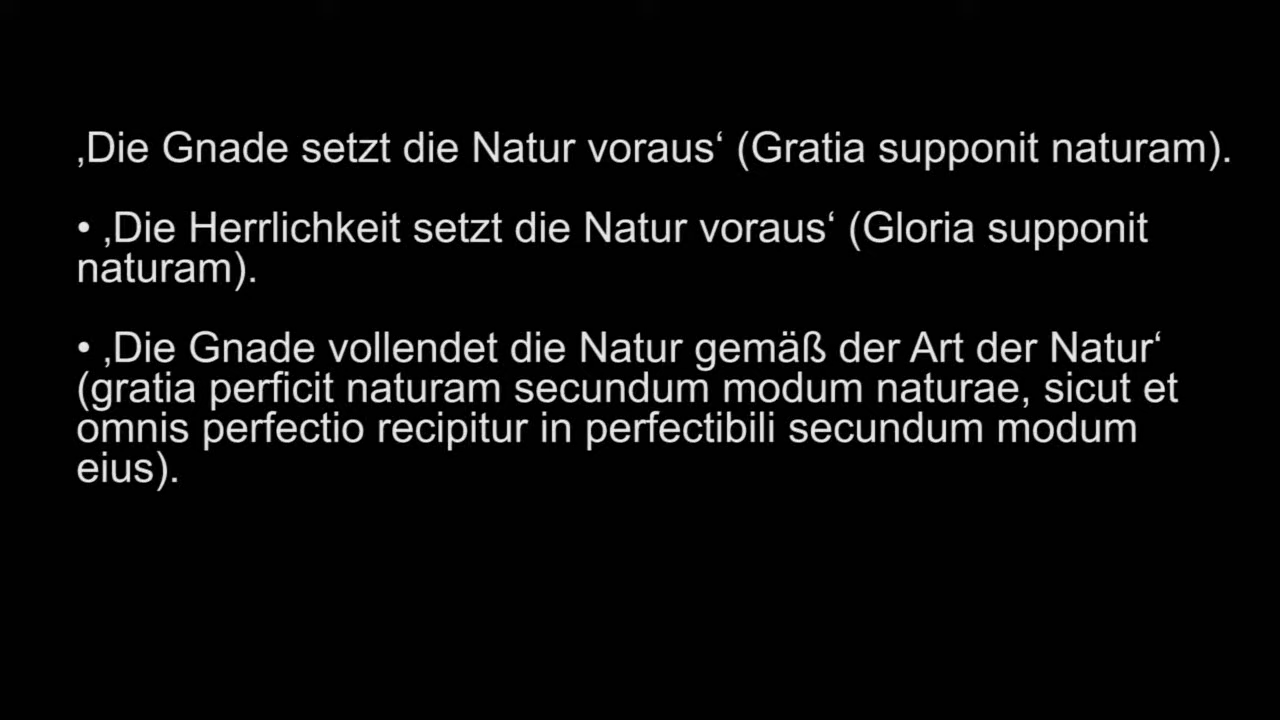 ‚Die Gnade setzt die Natur voraus‘ (Gratia supponit naturam).
• ‚Die Herrlichkeit setzt die Natur voraus‘ (Gloria supponit
naturam).
• ‚Die Gnade vollendet die Natur gemäß der Art der Natur‘
(gratia perficit naturam secundum modum naturae, sicut et
omnis perfectio recipitur in perfectibili secundum modum
eius).